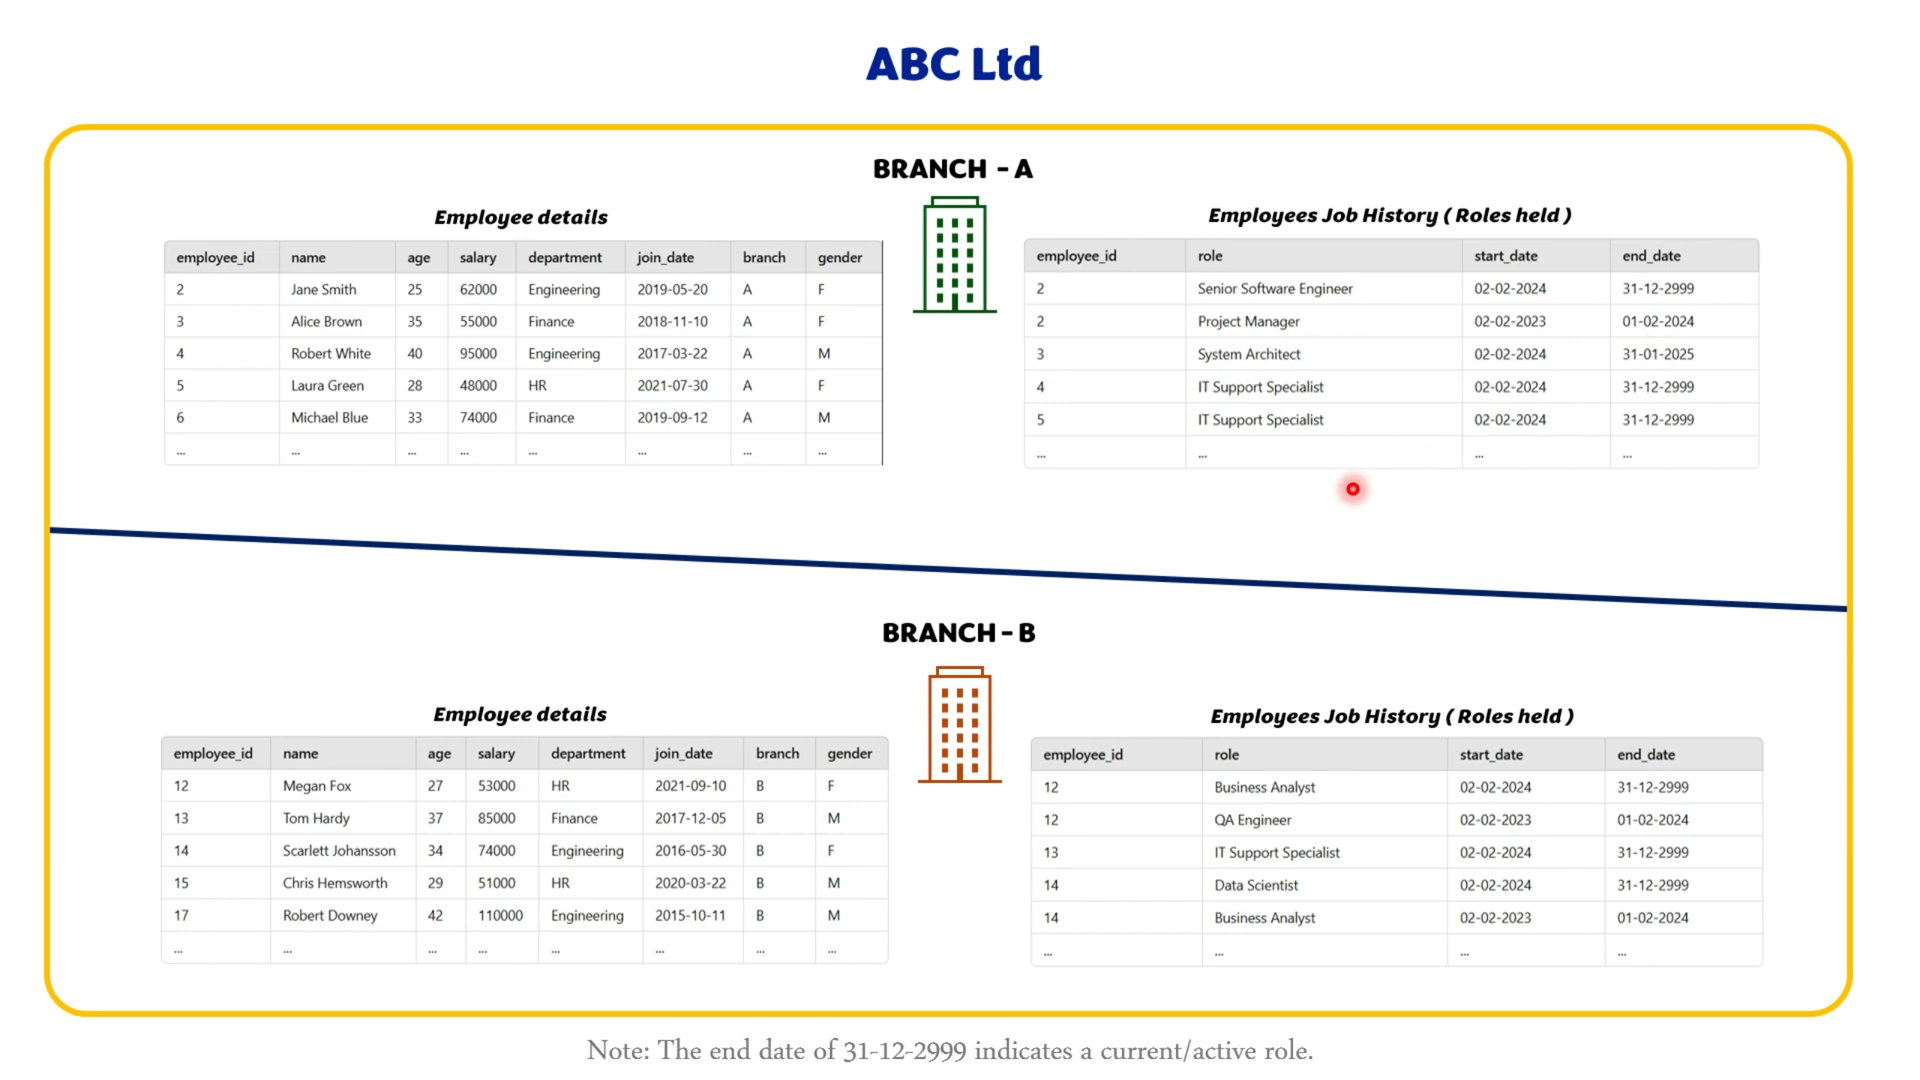 ABC Ltd
BRANCH - A
Employee details
employee_id name age salary department join_date branch gender
2 Jane Smith 25 62000 Engineering 2019-05-20 A F
3 Alice Brown 35 55000 Finance 2018-11-10 A F
4 Robert White 40 95000 Engineering 2017-03-22 A M
5 Laura Green 28 48000 HR 2021-07-30 A F
6 Michael Blue 33 74000 Finance 2019-09-12 A M
... ... ... ... ... ... ... ...
Employees Job History ( Roles held )
employee_id role start_date end_date
2 Senior Software Engineer 02-02-2024 31-12-2999
2 Project Manager 02-02-2023 01-02-2024
3 System Architect 02-02-2024 31-01-2025
4 IT Support Specialist 02-02-2024 31-12-2999
5 IT Support Specialist 02-02-2024 31-12-2999
... ... ... ...
BRANCH - B
Employee details
employee_id name age salary department join_date branch gender
12 Megan Fox 27 53000 HR 2021-09-10 B F
13 Tom Hardy 37 85000 Finance 2017-12-05 B M
14 Scarlett Johansson 34 74000 Engineering 2016-05-30 B F
15 Chris Hemsworth 29 51000 HR 2020-03-22 B M
17 Robert Downey 42 110000 Engineering 2015-10-11 B M
... ... ... ... ... ... ... ...
Employees Job History ( Roles held )
employee_id role start_date end_date
12 Business Analyst 02-02-2024 31-12-2999
12 QA Engineer 02-02-2023 01-02-2024
13 IT Support Specialist 02-02-2024 31-12-2999
14 Data Scientist 02-02-2024 31-12-2999
14 Business Analyst 02-02-2023 01-02-2024
... ... ... ...
Note: The end date of 31-12-2999 indicates a current/active role.